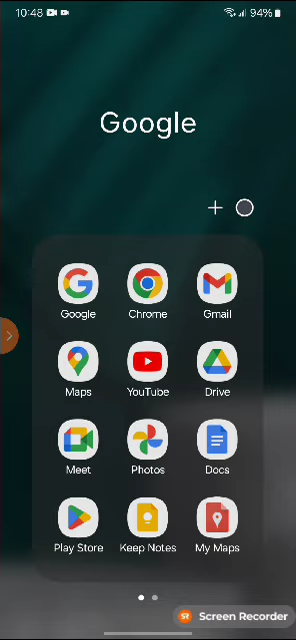 10:48
94%
Google
Google Chrome Gmail
Maps YouTube Drive
Meet Photos Docs
Play Store Keep Notes My Maps
SR Screen Recorder